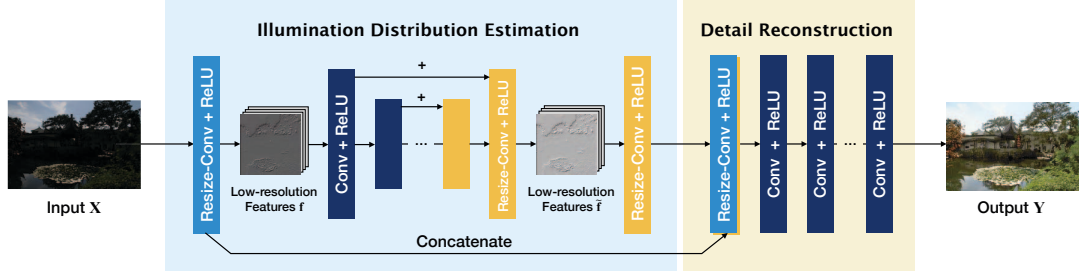 Illumination Distribution Estimation
Detail Reconstruction
Input X
Resize-Conv + ReLU
Low-resolution
Features f
Conv + ReLU
+
+
...
Resize-Conv + ReLU
Low-resolution
Features f̃
Resize-Conv + ReLU
Concatenate
Resize-Conv + ReLU
Conv + ReLU
Conv + ReLU
...
Conv + ReLU
Output Y